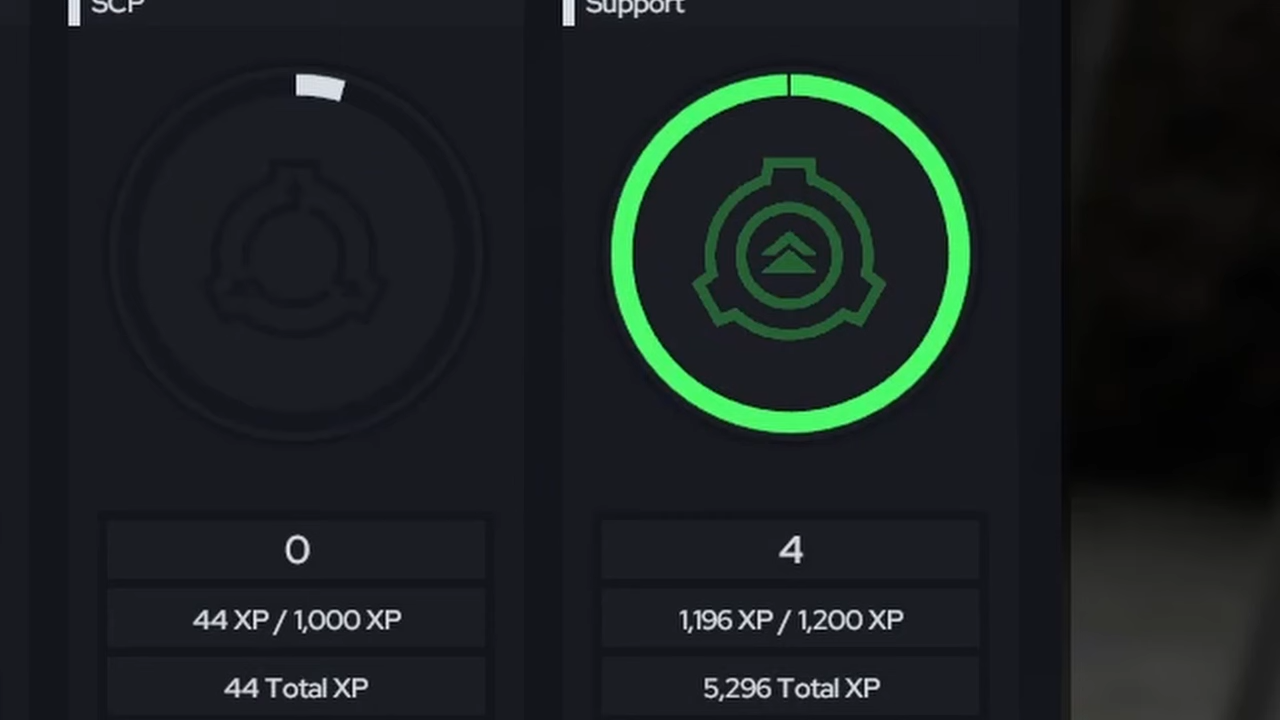 SCP
Support
0
4
44 XP / 1,000 XP
1,196 XP / 1,200 XP
44 Total XP
5,296 Total XP